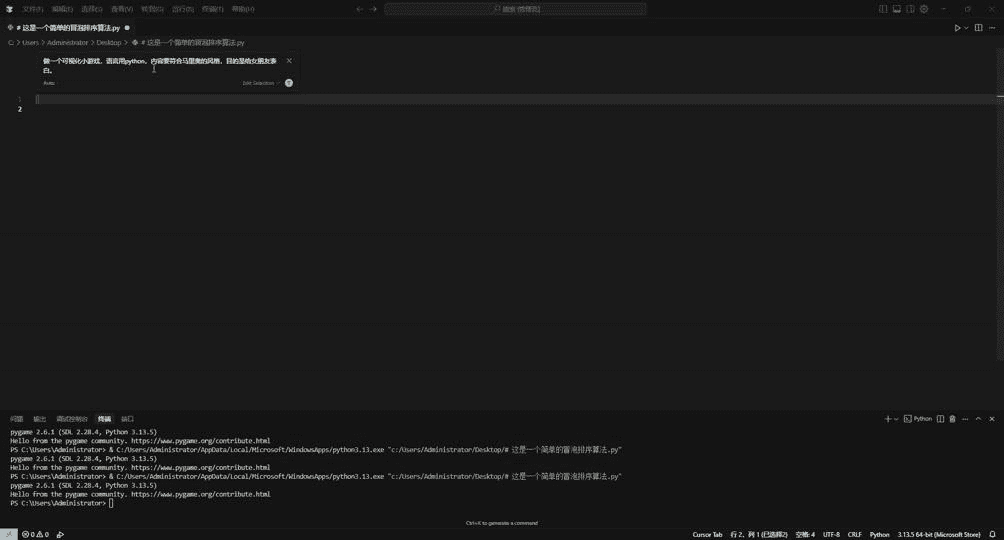 文件(F) 编辑(E) 选择(S) 查看(V) 转到(G) 运行(R) 终端(T) 帮助(H)
# 这是一个简单的冒泡排序算法.py
C: > Users > Administrator > Desktop > # 这是一个简单的冒泡排序算法.py
做一个可视化小游戏，语言用python，内容要符合马里奥的风格，目的是给女朋友表
白。
Auto
Edit Selection
1
2
问题 输出 调试控制台 终端 端口
Python
pygame 2.6.1 (SDL 2.28.4, Python 3.13.5)
Hello from the pygame community. https://www.pygame.org/contribute.html
PS C:\Users\Administrator> & C:/Users/Administrator/AppData/Local/Microsoft/WindowsApps/python3.13.exe "c:/Users/Administrator/Desktop/# 这是一个简单的冒泡排序算法.py"
pygame 2.6.1 (SDL 2.28.4, Python 3.13.5)
Hello from the pygame community. https://www.pygame.org/contribute.html
PS C:\Users\Administrator> & C:/Users/Administrator/AppData/Local/Microsoft/WindowsApps/python3.13.exe "c:/Users/Administrator/Desktop/# 这是一个简单的冒泡排序算法.py"
pygame 2.6.1 (SDL 2.28.4, Python 3.13.5)
Hello from the pygame community. https://www.pygame.org/contribute.html
PS C:\Users\Administrator>
Ctrl+K to generate a command
0 0
Cursor Tab 行 2，列 1 (已选择2) 空格: 4 UTF-8 CRLF Python 3.13.5 64-bit (Microsoft Store)